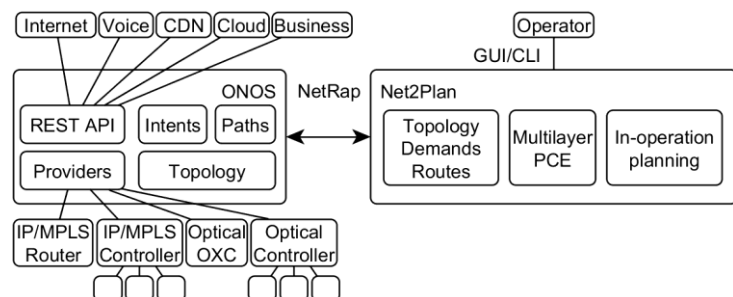 Internet Voice CDN Cloud Business
Operator
GUI/CLI
ONOS
NetRap
Net2Plan
REST API
Intents
Paths
Topology
Demands
Routes
Multilayer
PCE
In-operation
planning
Providers
Topology
IP/MPLS
Router
IP/MPLS
Controller
Optical
OXC
Optical
Controller